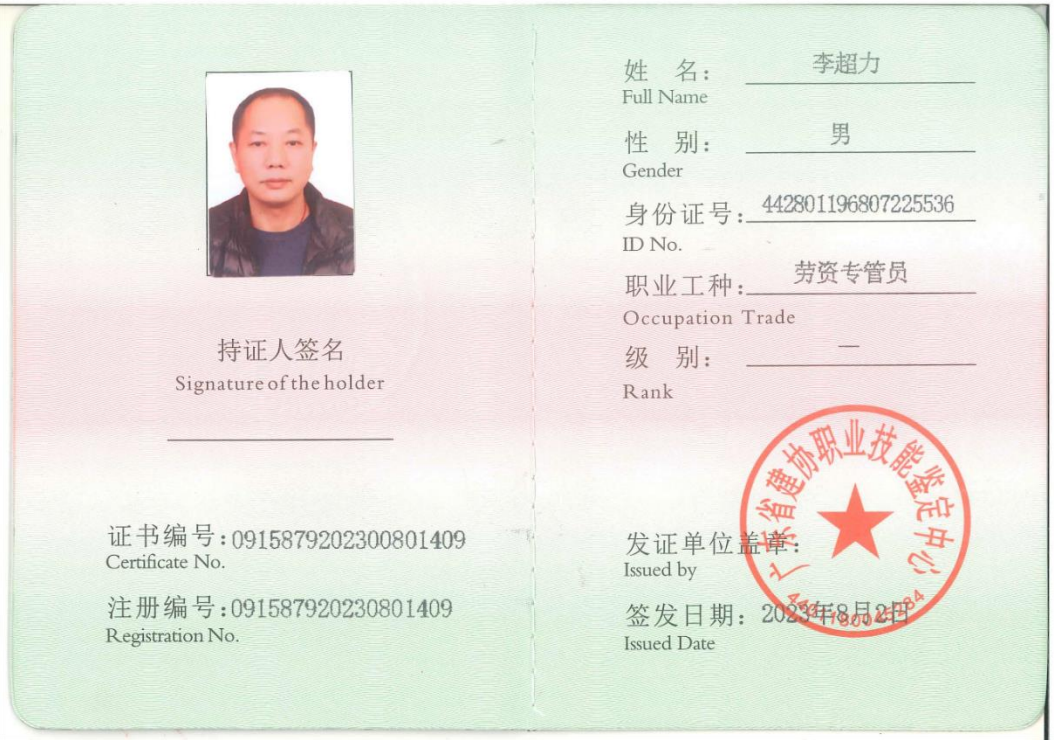 持证人签名
Signature of the holder
证书编号:0915879202300801409
Certificate No.
注册编号:091587920230801409
Registration No.
姓 名: 李超力
Full Name
性 别: 男
Gender
身份证号: 442801196807225536
ID No.
职业工种: 劳资专管员
Occupation Trade
级 别: 一
Rank
广东省建协职业技能鉴定中心
发证单位盖章:
Issued by
签发日期: 2023年8月2日
Issued Date